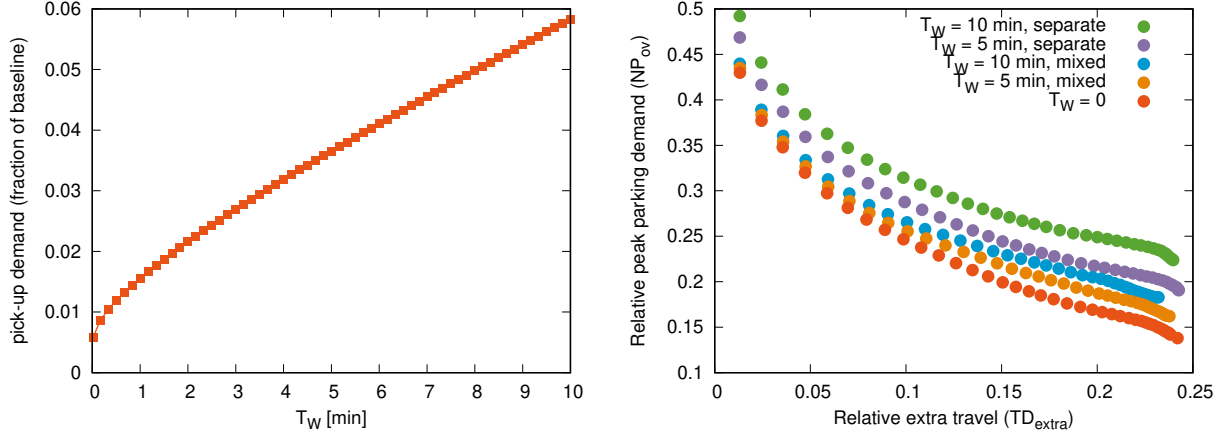 0.06
0.05
0.04
0.03
0.02
0.01
0
0 1 2 3 4 5 6 7 8 9 10
pick-up demand (fraction of baseline)
T_W [min]
0.5
0.45
0.4
0.35
0.3
0.25
0.2
0.15
0.1
0 0.05 0.1 0.15 0.2 0.25
Relative peak parking demand (NP_ov)
Relative extra travel (TD_extra)
T_W = 10 min, separate
T_W = 5 min, separate
T_W = 10 min, mixed
T_W = 5 min, mixed
T_W = 0